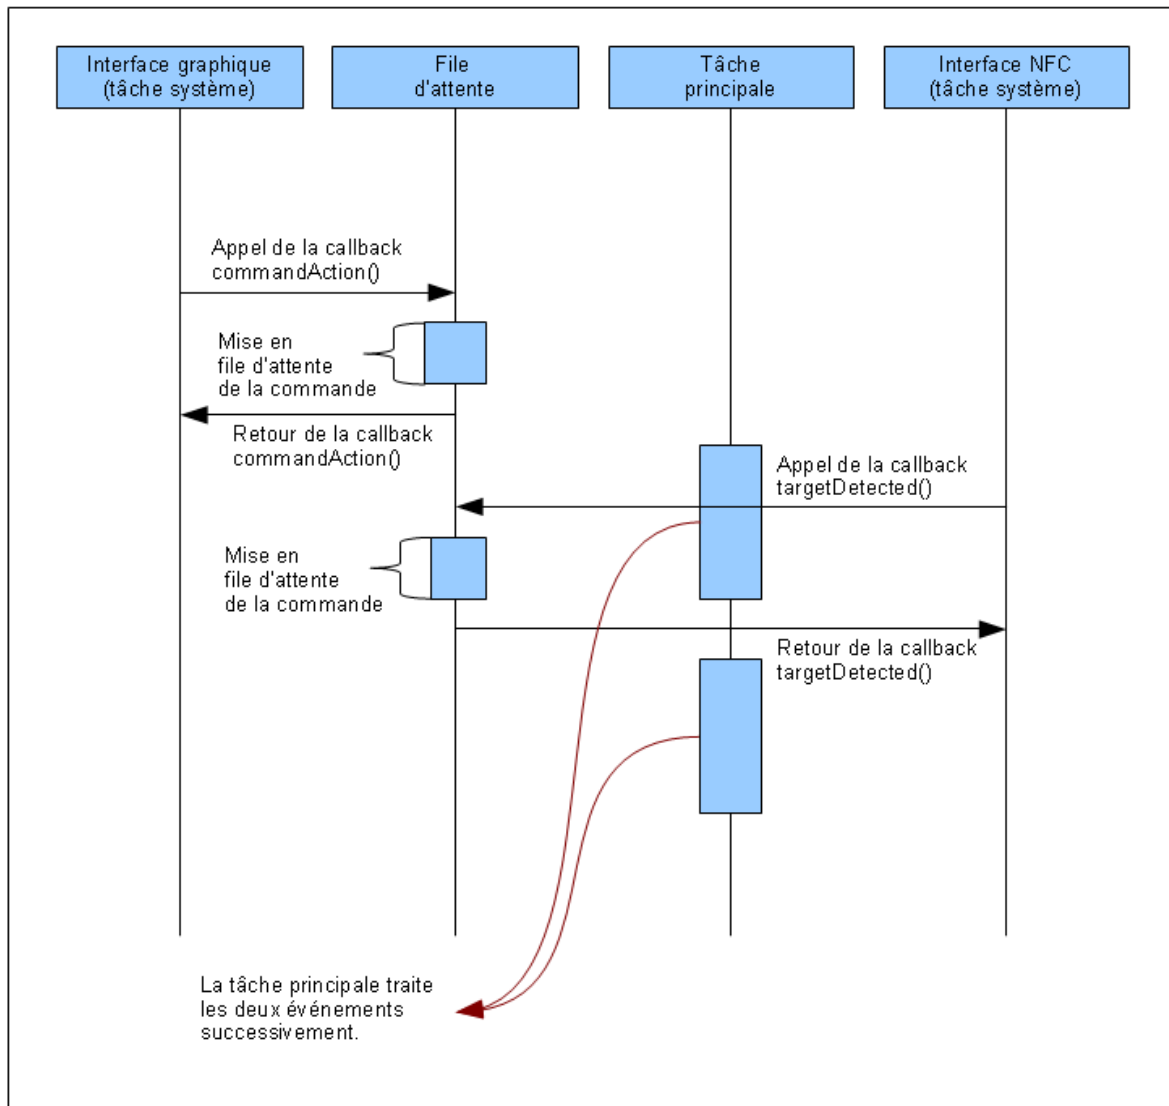 Interface graphique
(tâche système)
File
d'attente
Tâche
principale
Interface NFC
(tâche système)
Appel de la callback
commandAction()
Mise en
file d'attente
de la commande
Retour de la callback
commandAction()
Appel de la callback
targetDetected()
Mise en
file d'attente
de la commande
Retour de la callback
targetDetected()
La tâche principale traite
les deux événements
successivement.